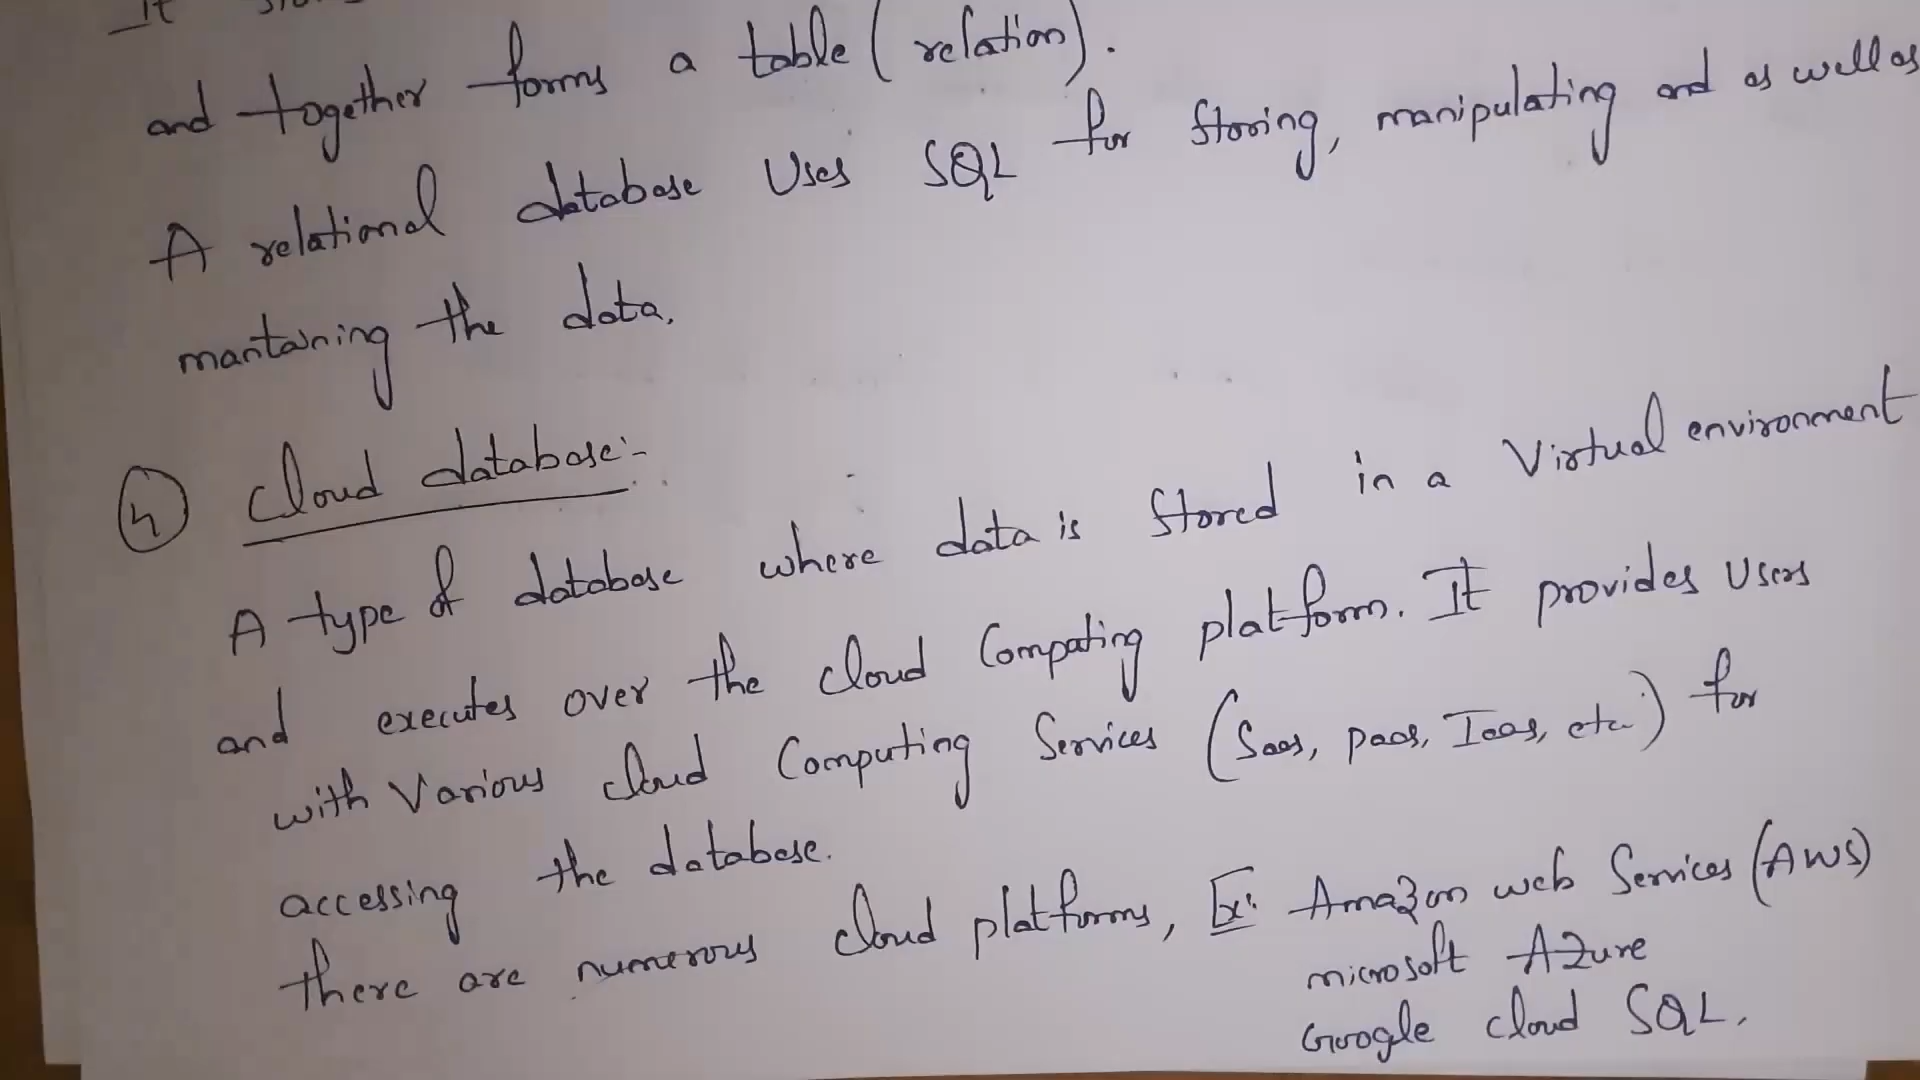 It
and together forms a table (relation).
A relational database Uses SQL for Storing, manipulating and as well as
mantaining the data.
4 Cloud database:-
A type of database where data is Stored in a Virtual environment
and executes over the cloud Compating platform. It provides Users
with Various cloud Computing Services (Saas, paas, Iaas, etc.) for
accessing the database.
there are numerous cloud platforms, Ex: Amazon web Services (AWS)
microsoft Azure
Google cloud SQL.